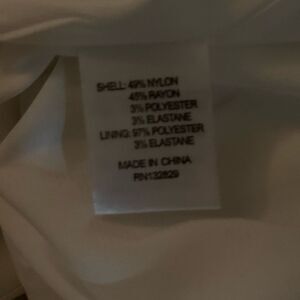 SHELL: 49% NYLON
45% RAYON
3% POLYESTER
3% ELASTANE
LINING: 97% POLYESTER
3% ELASTANE
MADE IN CHINA
RN132829